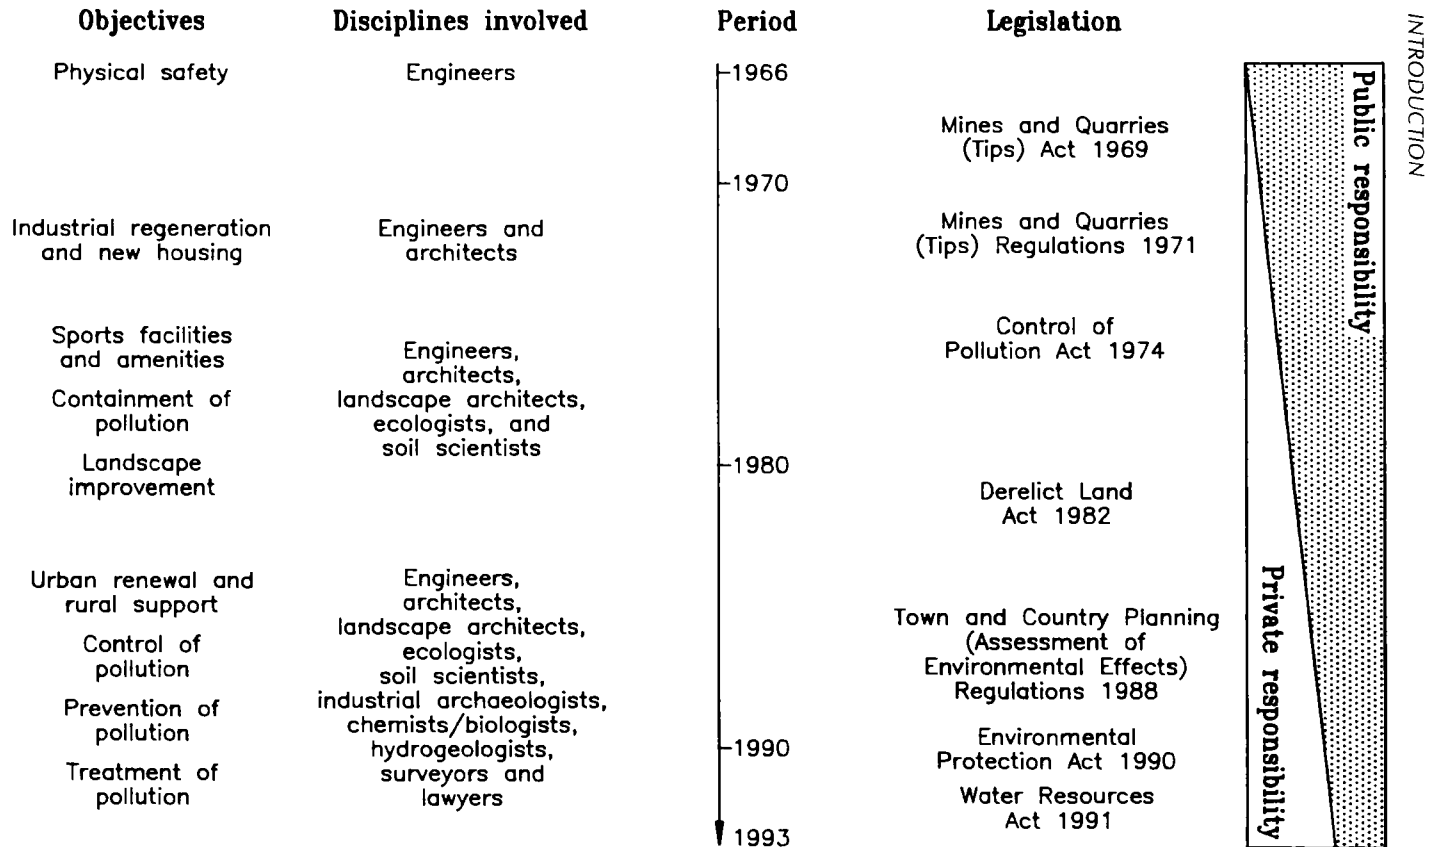 Objectives
Disciplines involved
Period
Legislation
Physical safety
Engineers
1966
Mines and Quarries
(Tips) Act 1969
1970
Industrial regeneration
and new housing
Engineers and
architects
Mines and Quarries
(Tips) Regulations 1971
Sports facilities
and amenities
Containment of
pollution
Landscape
improvement
Engineers,
architects,
landscape architects,
ecologists, and
soil scientists
Control of
Pollution Act 1974
1980
Derelict Land
Act 1982
Urban renewal and
rural support
Control of
pollution
Prevention of
pollution
Treatment of
pollution
Engineers,
architects,
landscape architects,
ecologists,
soil scientists,
industrial archaeologists,
chemists/biologists,
hydrogeologists,
surveyors and
lawyers
Town and Country Planning
(Assessment of
Environmental Effects)
Regulations 1988
1990
Environmental
Protection Act 1990
Water Resources
Act 1991
1993
Public responsibility
Private responsibility
INTRODUCTION